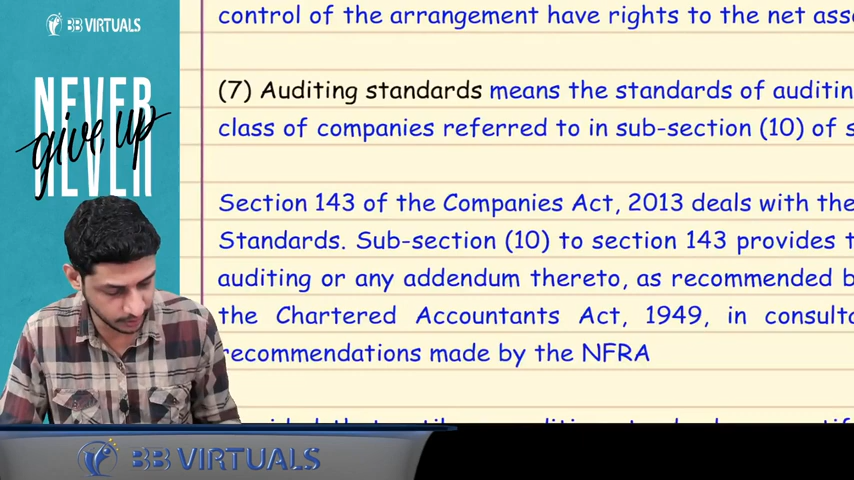 BB VIRTUALS
NEVER
give up
NEVER
control of the arrangement have rights to the net
(7) Auditing standards means the standards of
class of companies referred to in sub-section (10) of
Section 143 of the Companies Act, 2013 deals with the
Standards. Sub-section (10) to section 143 provides
auditing or any addendum thereto, as recommended
the Chartered Accountants Act, 1949, in
recommendations made by the NFRA
BB VIRTUALS